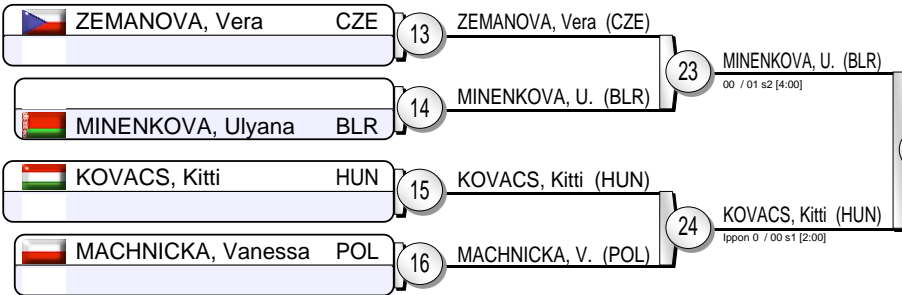 ZEMANOVA, Vera CZE
13
ZEMANOVA, Vera (CZE)
MINENKOVA, Ulyana BLR
14
MINENKOVA, U. (BLR)
23
MINENKOVA, U. (BLR)
00 / 01 s2 [4:00]
KOVACS, Kitti HUN
15
KOVACS, Kitti (HUN)
MACHNICKA, Vanessa POL
16
MACHNICKA, V. (POL)
24
KOVACS, Kitti (HUN)
Ippon 0 / 00 s1 [2:00]